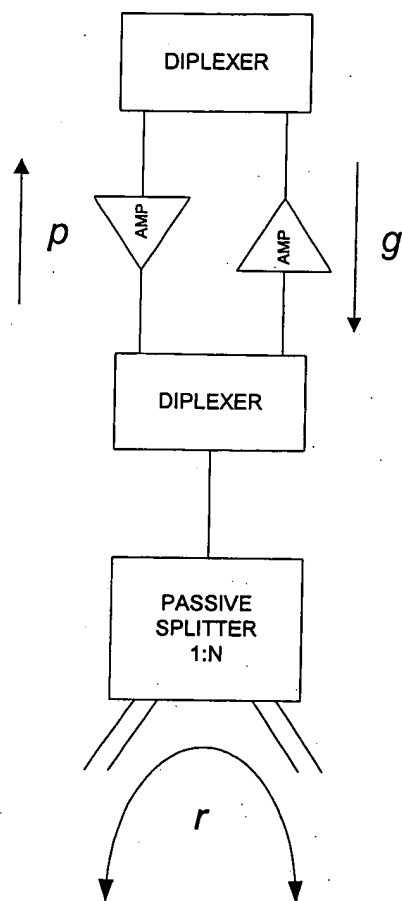 DIPLEXER
p
AMP
AMP
g
DIPLEXER
PASSIVE
SPLITTER
1:N
r